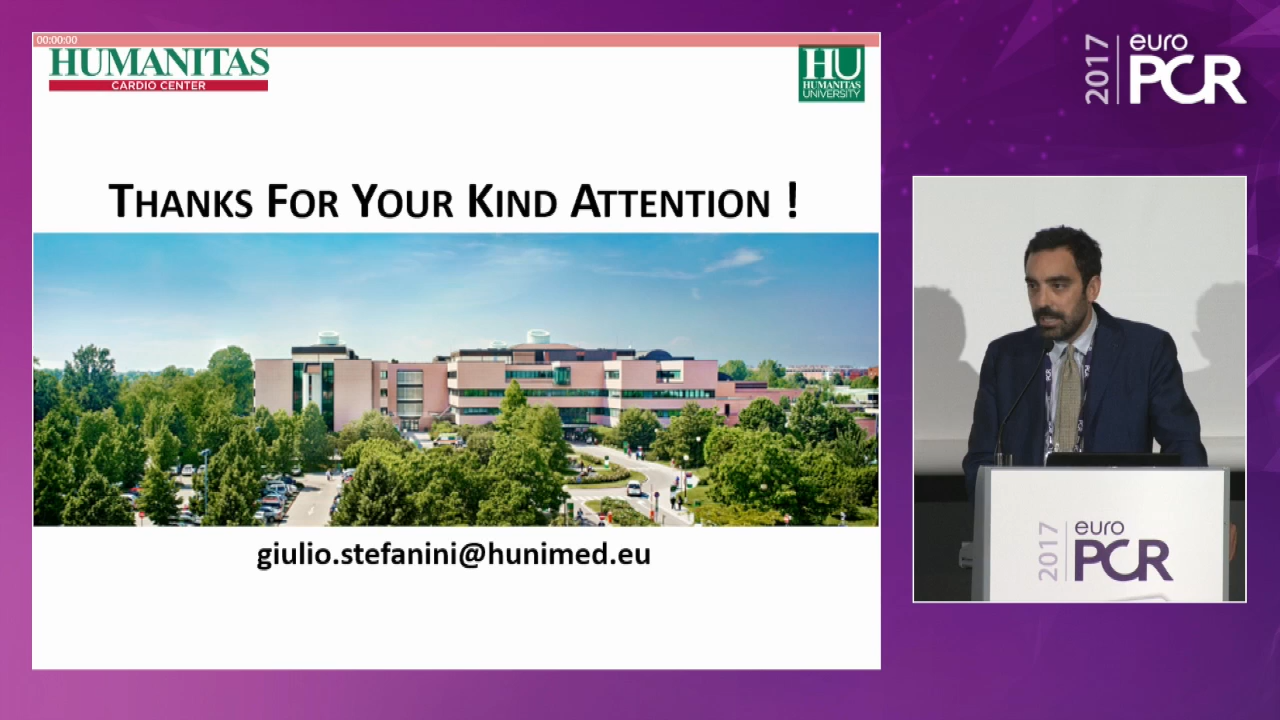 00:00:00
HUMANITAS
CARDIO CENTER
HU
HUMANITAS
UNIVERSITY
THANKS FOR YOUR KIND ATTENTION !
giulio.stefanini@hunimed.eu
2017
euro
PCR
2017
euro
PCR